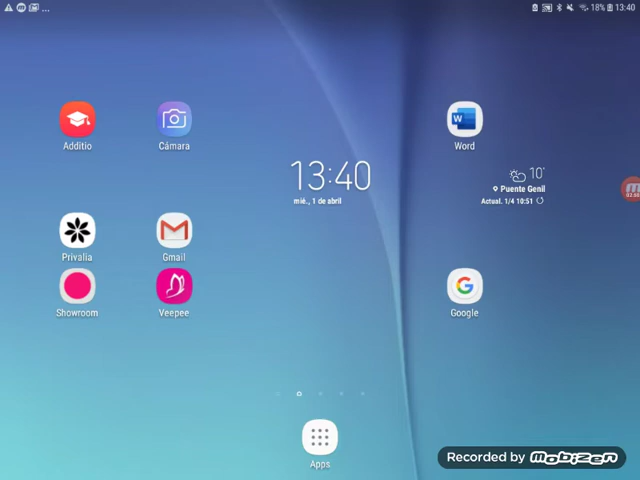 18% 13:40
Additio
Cámara
Word
13:40
mié., 1 de abril
10°
Puente Genil
Actual. 1/4 10:51
Privalia
Gmail
Showroom
Veepee
Google
Apps
Recorded by Mobizen